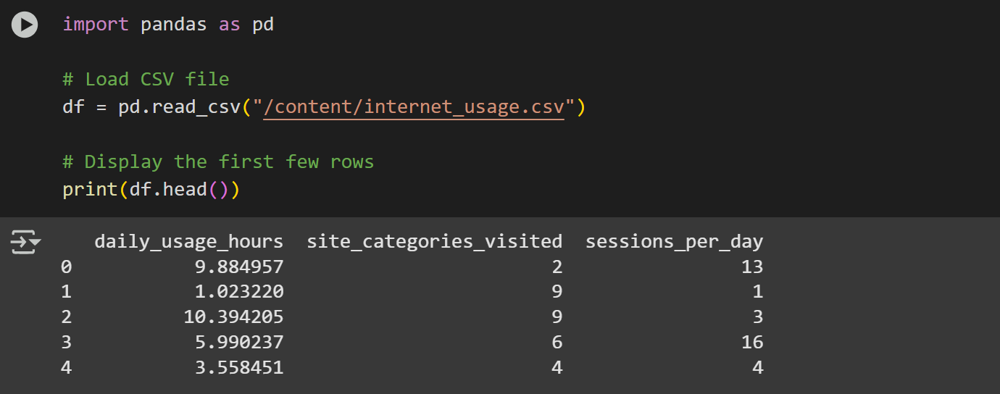 import pandas as pd
# Load CSV file
df = pd.read_csv("/content/internet_usage.csv")
# Display the first few rows
print(df.head())
daily_usage_hours site_categories_visited sessions_per_day
0 9.884957 2 13
1 1.023220 9 1
2 10.394205 9 3
3 5.990237 6 16
4 3.558451 4 4